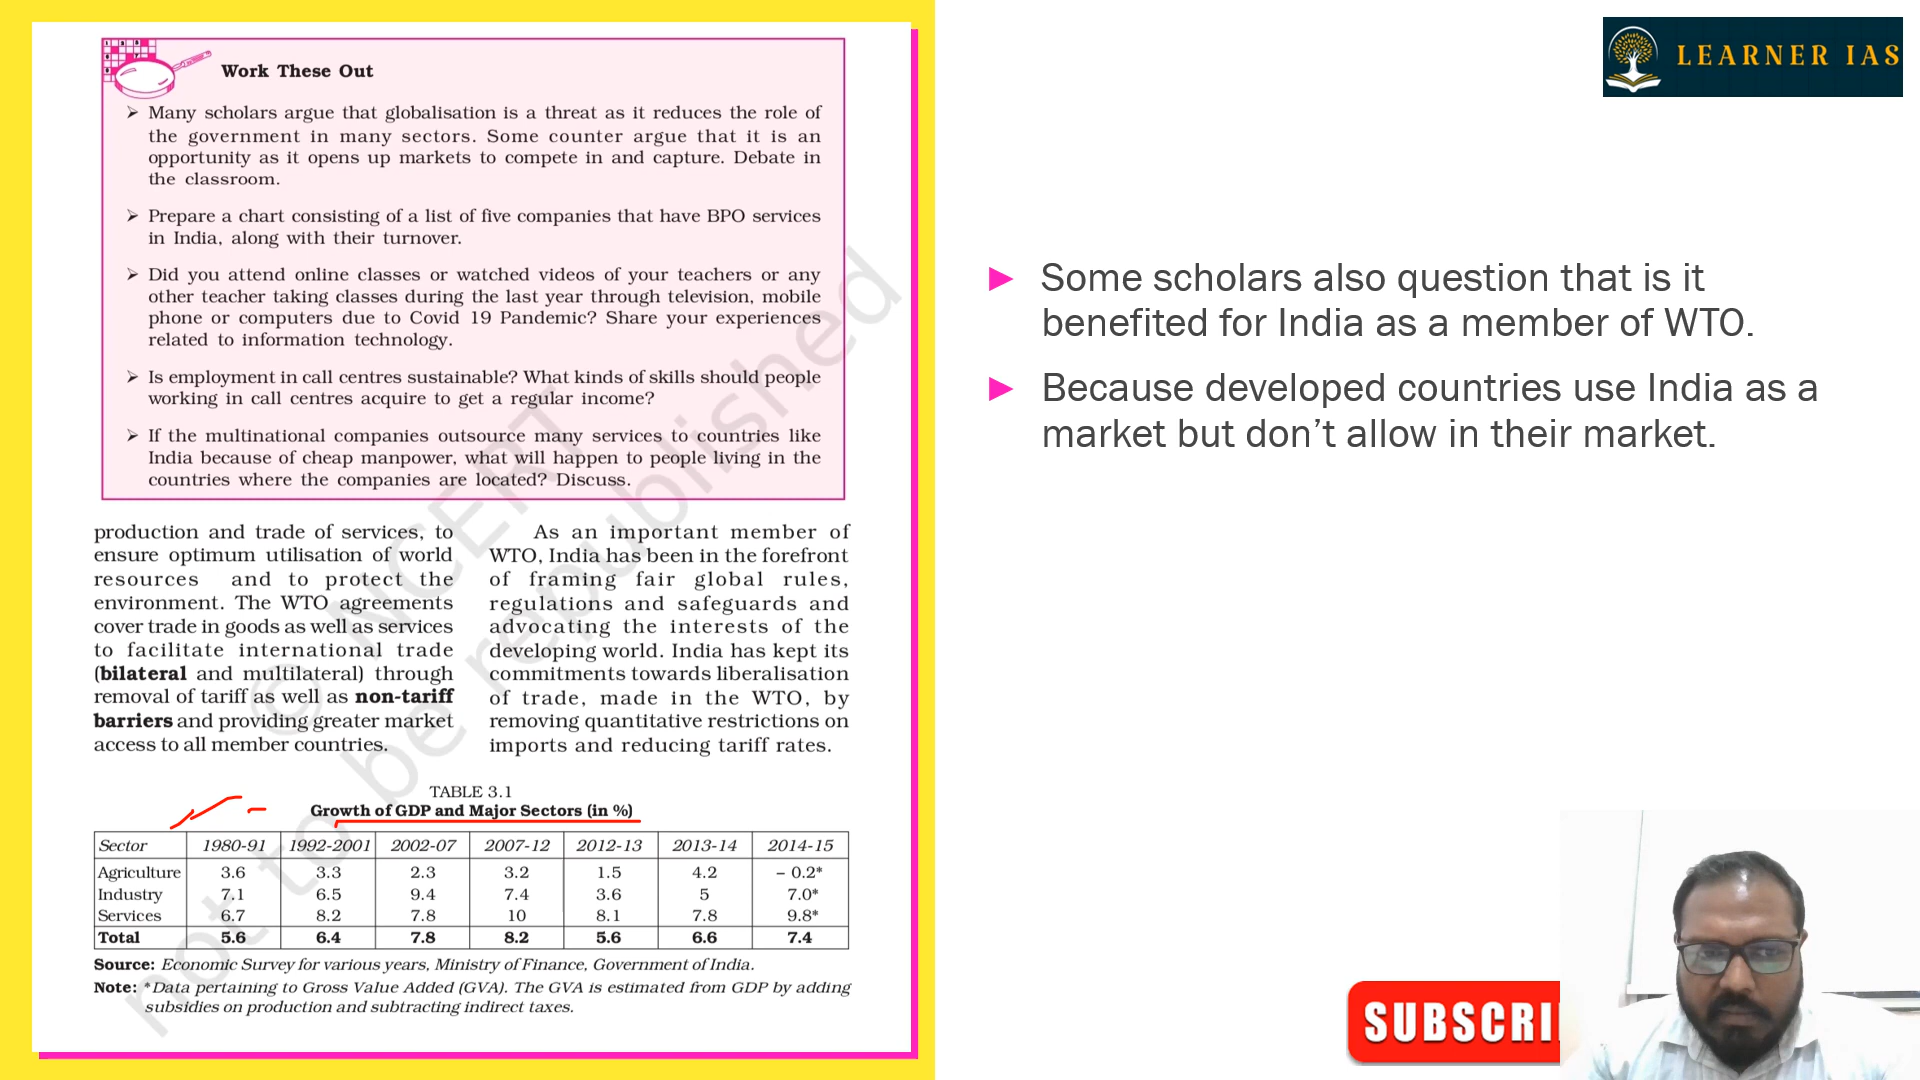 Work These Out
➢ Many scholars argue that globalisation is a threat as it reduces the role of
the government in many sectors. Some counter argue that it is an
opportunity as it opens up markets to compete in and capture. Debate in
the classroom.
➢ Prepare a chart consisting of a list of five companies that have BPO services
in India, along with their turnover.
➢ Did you attend online classes or watched videos of your teachers or any
other teacher taking classes during the last year through television, mobile
phone or computers due to Covid 19 Pandemic? Share your experiences
related to information technology.
➢ Is employment in call centres sustainable? What kinds of skills should people
working in call centres acquire to get a regular income?
➢ If the multinational companies outsource many services to countries like
India because of cheap manpower, what will happen to people living in the
countries where the companies are located? Discuss.
production and trade of services, to
ensure optimum utilisation of world
resources and to protect the
environment. The WTO agreements
cover trade in goods as well as services
to facilitate international trade
(bilateral and multilateral) through
removal of tariff as well as non-tariff
barriers and providing greater market
access to all member countries.
As an important member of
WTO, India has been in the forefront
of framing fair global rules,
regulations and safeguards and
advocating the interests of the
developing world. India has kept its
commitments towards liberalisation
of trade, made in the WTO, by
removing quantitative restrictions on
imports and reducing tariff rates.
TABLE 3.1
Growth of GDP and Major Sectors (in %)
Sector 1980-91 1992-2001 2002-07 2007-12 2012-13 2013-14 2014-15
Agriculture 3.6 3.3 2.3 3.2 1.5 4.2 – 0.2*
Industry 7.1 6.5 9.4 7.4 3.6 5 7.0*
Services 6.7 8.2 7.8 10 8.1 7.8 9.8*
Total 5.6 6.4 7.8 8.2 5.6 6.6 7.4
Source: Economic Survey for various years, Ministry of Finance, Government of India.
Note: *Data pertaining to Gross Value Added (GVA). The GVA is estimated from GDP by adding
subsidies on production and subtracting indirect taxes.
© NCERT
not to be republished
LEARNER IAS
► Some scholars also question that is it
benefited for India as a member of WTO.
► Because developed countries use India as a
market but don’t allow in their market.
SUBSCRI